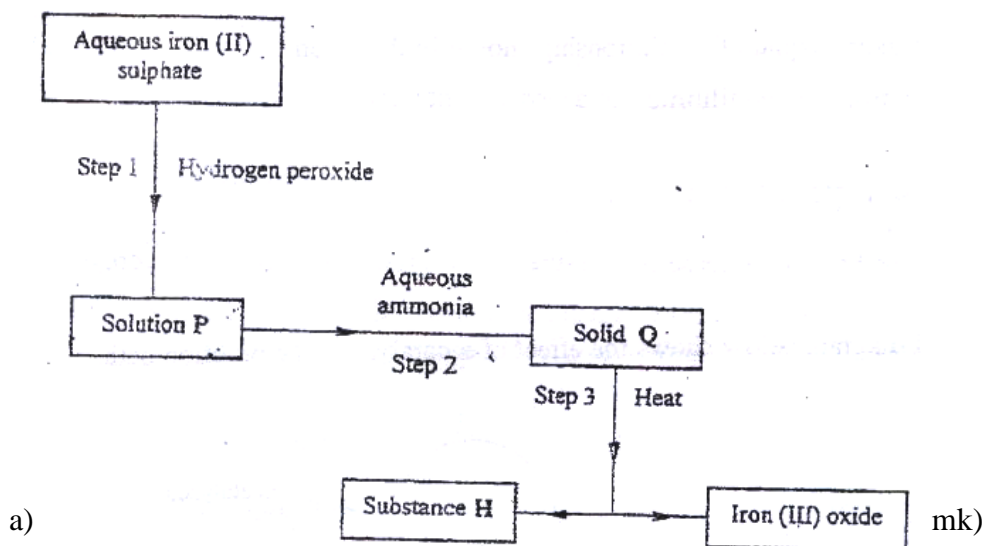 Aqueous iron (II)
sulphate
Step 1 Hydrogen peroxide
Aqueous
ammonia
Solution P
Solid Q
Step 2
Step 3 Heat
a)
Substance H
Iron (III) oxide
mk)